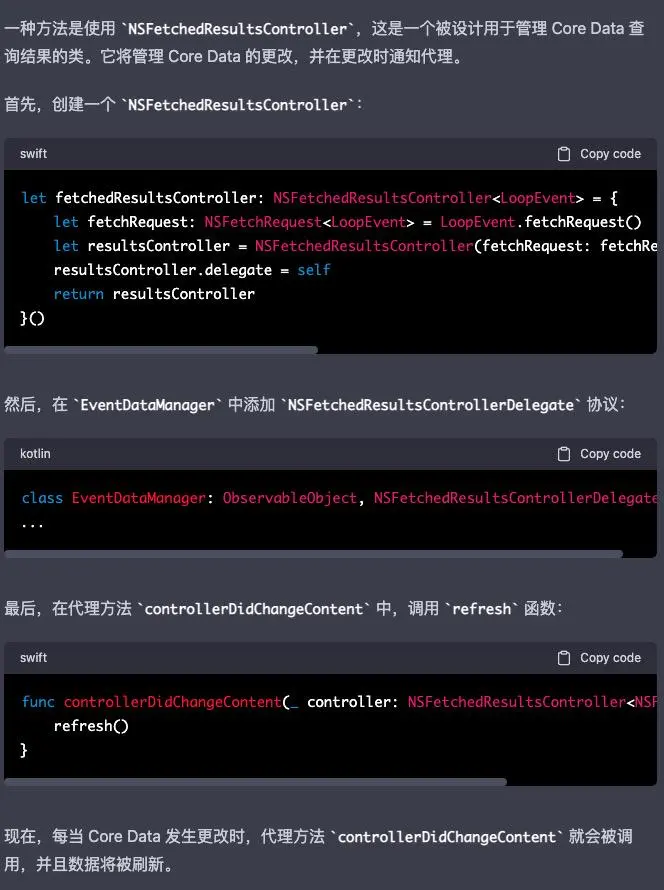 一种方法是使用 `NSFetchedResultsController`，这是一个被设计用于管理 Core Data 查
询结果的类。它将管理 Core Data 的更改，并在更改时通知代理。
首先，创建一个 `NSFetchedResultsController`：
swift
Copy code
let fetchedResultsController: NSFetchedResultsController<LoopEvent> = {
    let fetchRequest: NSFetchRequest<LoopEvent> = LoopEvent.fetchRequest()
    let resultsController = NSFetchedResultsController(fetchRequest: fetchRe
    resultsController.delegate = self
    return resultsController
}()
然后，在 `EventDataManager` 中添加 `NSFetchedResultsControllerDelegate` 协议：
kotlin
Copy code
class EventDataManager: ObservableObject, NSFetchedResultsControllerDelegate
...
最后，在代理方法 `controllerDidChangeContent` 中，调用 `refresh` 函数：
swift
Copy code
func controllerDidChangeContent(_ controller: NSFetchedResultsController<NSF
    refresh()
}
现在，每当 Core Data 发生更改时，代理方法 `controllerDidChangeContent` 就会被调
用，并且数据将被刷新。